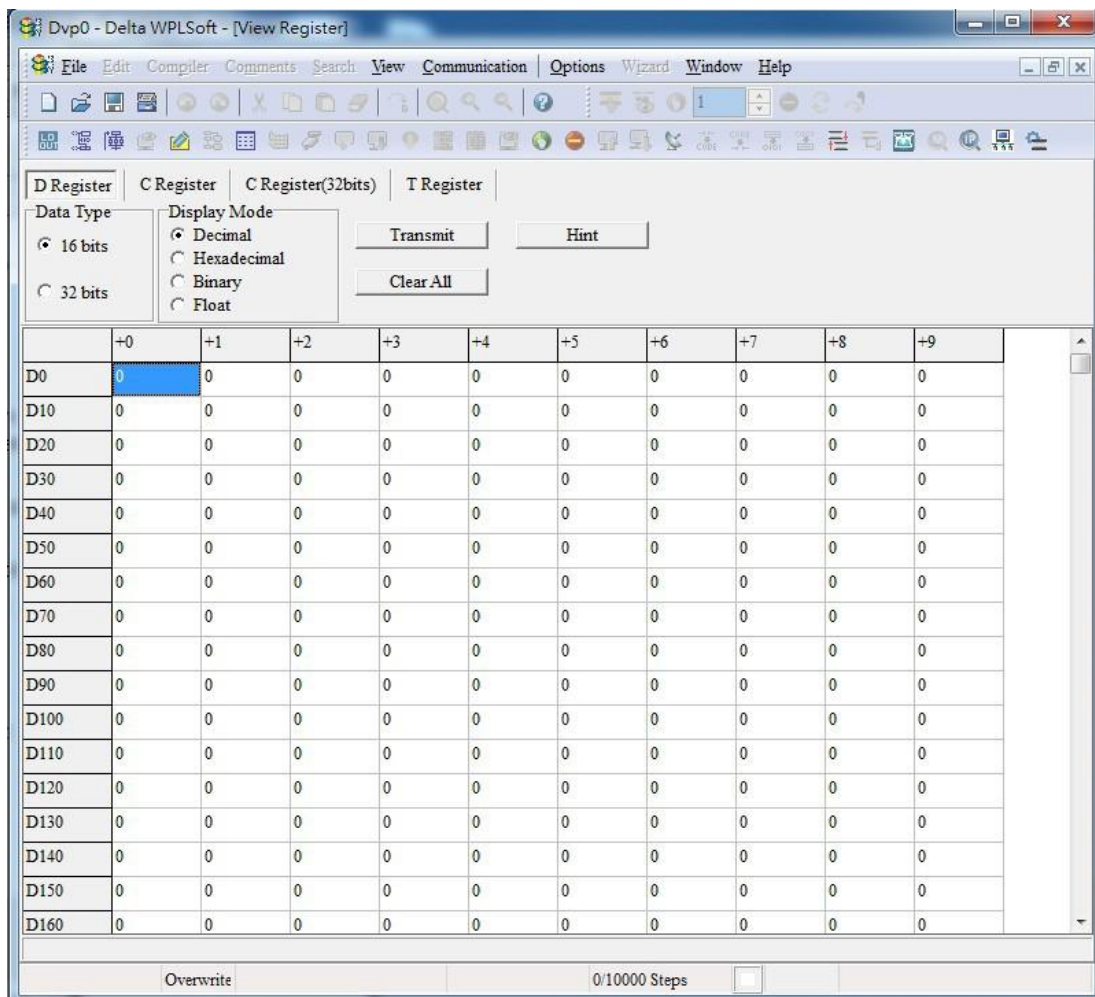 Dvp0 - Delta WPLSoft - [View Register]
File Edit Compiler Comments Search View Communication Options Wizard Window Help
1
D Register C Register C Register(32bits) T Register
Data Type Display Mode
16 bits Decimal Transmit Hint
Hexadecimal
32 bits Binary Clear All
Float
+0 +1 +2 +3 +4 +5 +6 +7 +8 +9
D0 0 0 0 0 0 0 0 0 0 0
D10 0 0 0 0 0 0 0 0 0 0
D20 0 0 0 0 0 0 0 0 0 0
D30 0 0 0 0 0 0 0 0 0 0
D40 0 0 0 0 0 0 0 0 0 0
D50 0 0 0 0 0 0 0 0 0 0
D60 0 0 0 0 0 0 0 0 0 0
D70 0 0 0 0 0 0 0 0 0 0
D80 0 0 0 0 0 0 0 0 0 0
D90 0 0 0 0 0 0 0 0 0 0
D100 0 0 0 0 0 0 0 0 0 0
D110 0 0 0 0 0 0 0 0 0 0
D120 0 0 0 0 0 0 0 0 0 0
D130 0 0 0 0 0 0 0 0 0 0
D140 0 0 0 0 0 0 0 0 0 0
D150 0 0 0 0 0 0 0 0 0 0
D160 0 0 0 0 0 0 0 0 0 0
Overwrite 0/10000 Steps